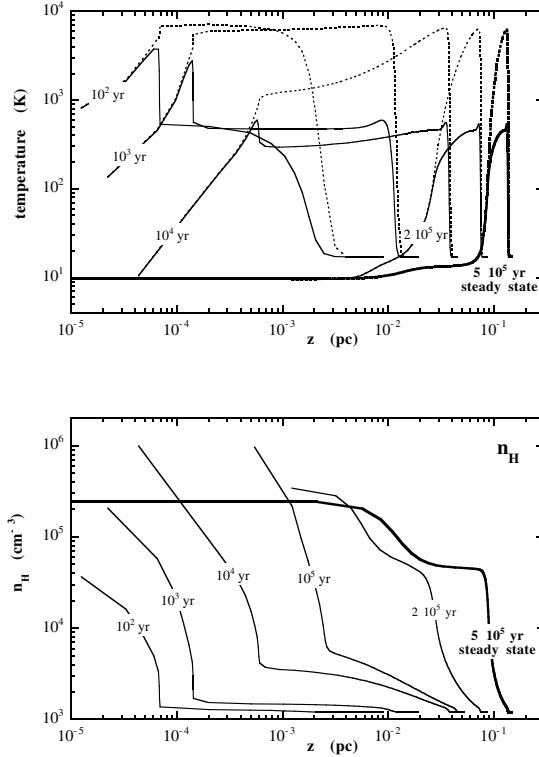 10^4
10^3
10^2
10^1
temperature (K)
10^2 yr
10^3 yr
10^4 yr
2 10^5 yr
5 10^5 yr
steady state
10^-5
10^-4
10^-3
10^-2
10^-1
z (pc)
n_H
10^6
10^5
10^4
10^3
n_H (cm^-3)
10^2 yr
10^3 yr
10^4 yr
10^5 yr
2 10^5 yr
5 10^5 yr
steady state
10^-5
10^-4
10^-3
10^-2
10^-1
z (pc)